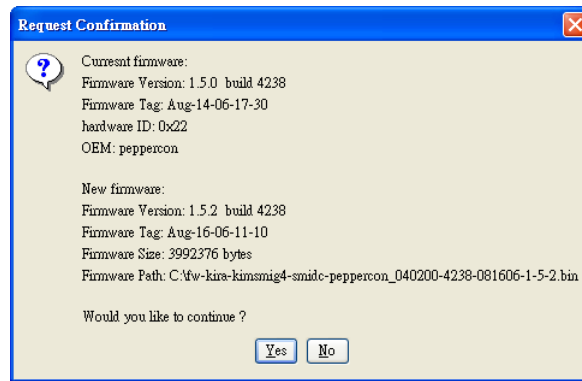 Request Confirmation
?
Curresnt firmware:
Firmware Version: 1.5.0 build 4238
Firmware Tag: Aug-14-06-17-30
hardware ID: 0x22
OEM: peppercon
New firmware:
Firmware Version: 1.5.2 build 4238
Firmware Tag: Aug-16-06-11-10
Firmware Size: 3992376 bytes
Firmware Path: C:\fw-kira-kimsmig4-smidc-peppercon_040200-4238-081606-1-5-2.bin
Would you like to continue ?
Yes No